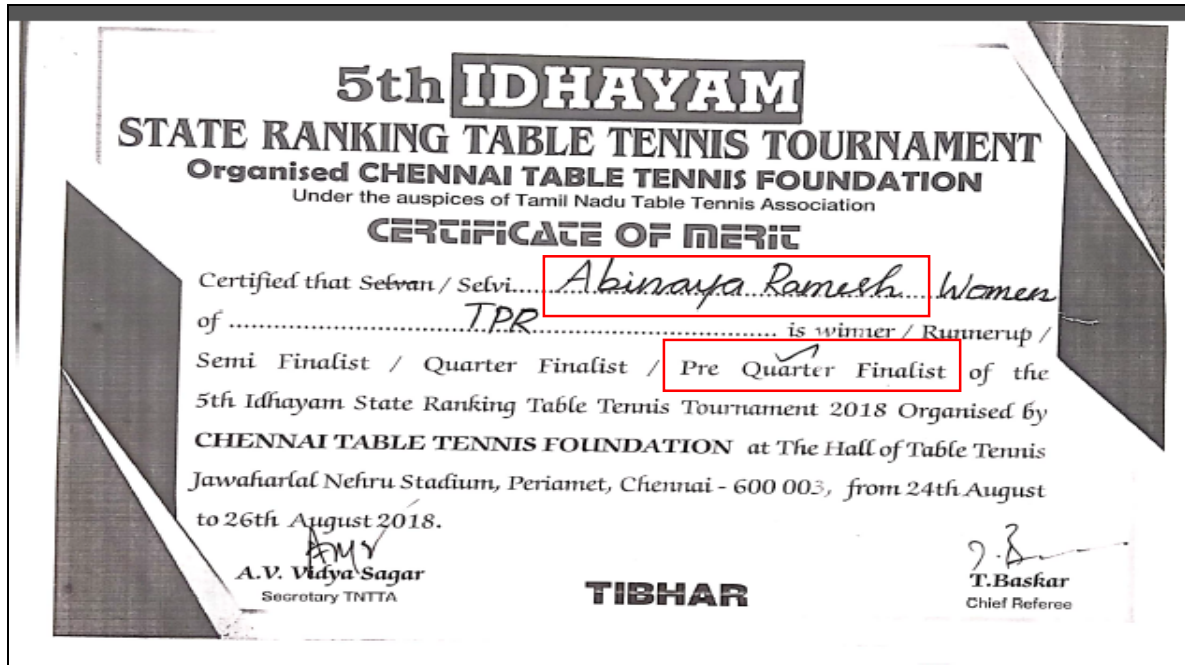 5th IDHAYAM
STATE RANKING TABLE TENNIS TOURNAMENT
Organised CHENNAI TABLE TENNIS FOUNDATION
Under the auspices of Tamil Nadu Table Tennis Association
CERTIFICATE OF MERIT
Certified that Selvan / Selvi.....Abinaya Ramesh.....Women
of ..............................TPR.............................. is winner / Runnerup /
Semi Finalist / Quarter Finalist / Pre Quarter Finalist of the
5th Idhayam State Ranking Table Tennis Tournament 2018 Organised by
CHENNAI TABLE TENNIS FOUNDATION at The Hall of Table Tennis
Jawaharlal Nehru Stadium, Periamet, Chennai - 600 003, from 24th August
to 26th August 2018.
A.V. Vidya Sagar
Secretary TNTTA
TIBHAR
T.Baskar
Chief Referee